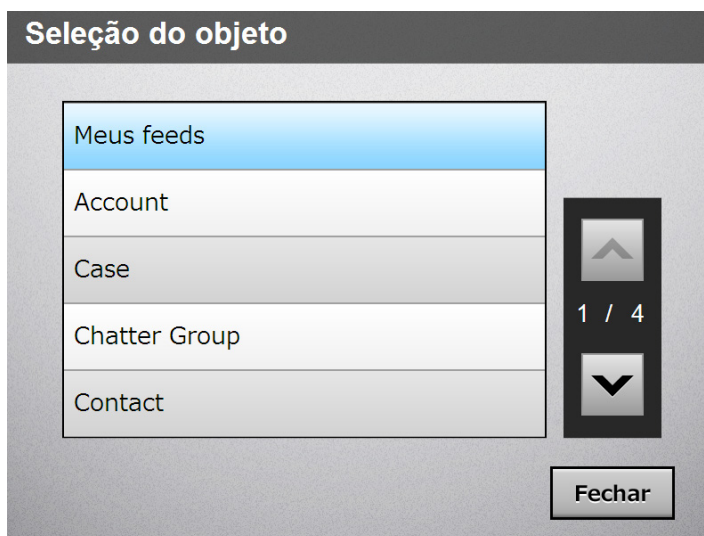 Seleção do objeto
Meus feeds
Account
Case
Chatter Group
Contact
1 / 4
Fechar